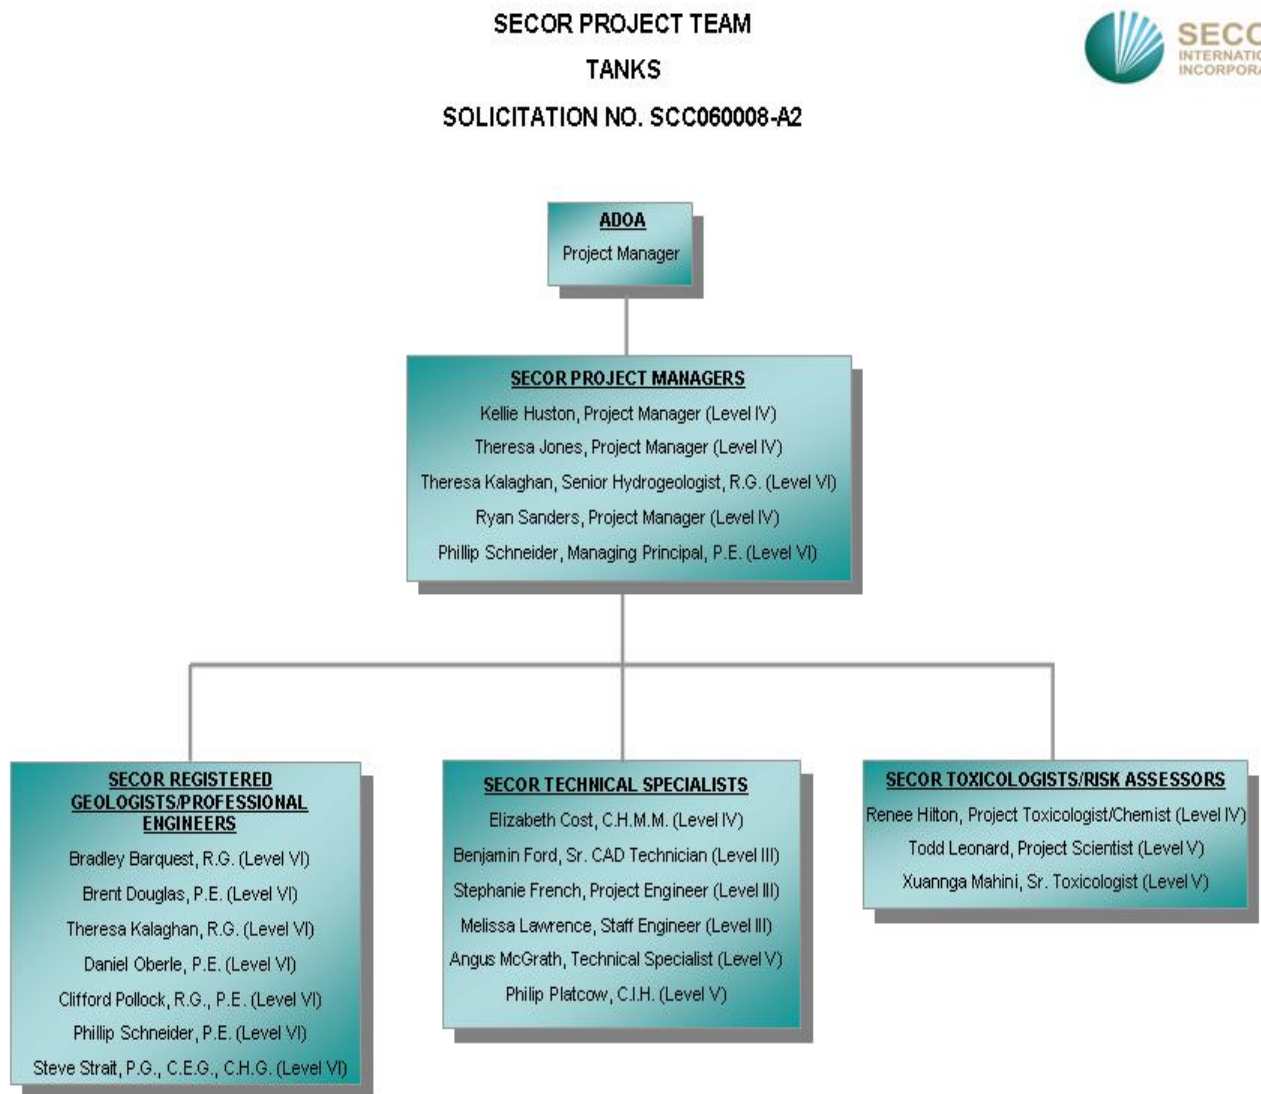 SECOR PROJECT TEAM
TANKS
SOLICITATION NO. SCC060008-A2
ADOA
Project Manager
SECOR PROJECT MANAGERS
Kellie Huston, Project Manager (Level IV)
Theresa Jones, Project Manager (Level IV)
Theresa Kalaghan, Senior Hydrogeologist, R.G. (Level VI)
Ryan Sanders, Project Manager (Level IV)
Phillip Schneider, Managing Principal, P.E. (Level VI)
SECOR REGISTERED
GEOLOGISTS/PROFESSIONAL
ENGINEERS
Bradley Barquest, R.G. (Level VI)
Brent Douglas, P.E. (Level VI)
Theresa Kalaghan, R.G. (Level VI)
Daniel Oberle, P.E. (Level VI)
Clifford Pollock, R.G., P.E. (Level VI)
Phillip Schneider, P.E. (Level VI)
Steve Strait, P.G., C.E.G., C.H.G. (Level VI)
SECOR TECHNICAL SPECIALISTS
Elizabeth Cost, C.H.M.M. (Level IV)
Benjamin Ford, Sr. CAD Technician (Level III)
Stephanie French, Project Engineer (Level III)
Melissa Lawrence, Staff Engineer (Level III)
Angus McGrath, Technical Specialist (Level V)
Philip Platcow, C.I.H. (Level V)
SECOR TOXICOLOGISTS/RISK ASSESSORS
Renee Hilton, Project Toxicologist/Chemist (Level IV)
Todd Leonard, Project Scientist (Level V)
Xuannga Mahini, Sr. Toxicologist (Level V)